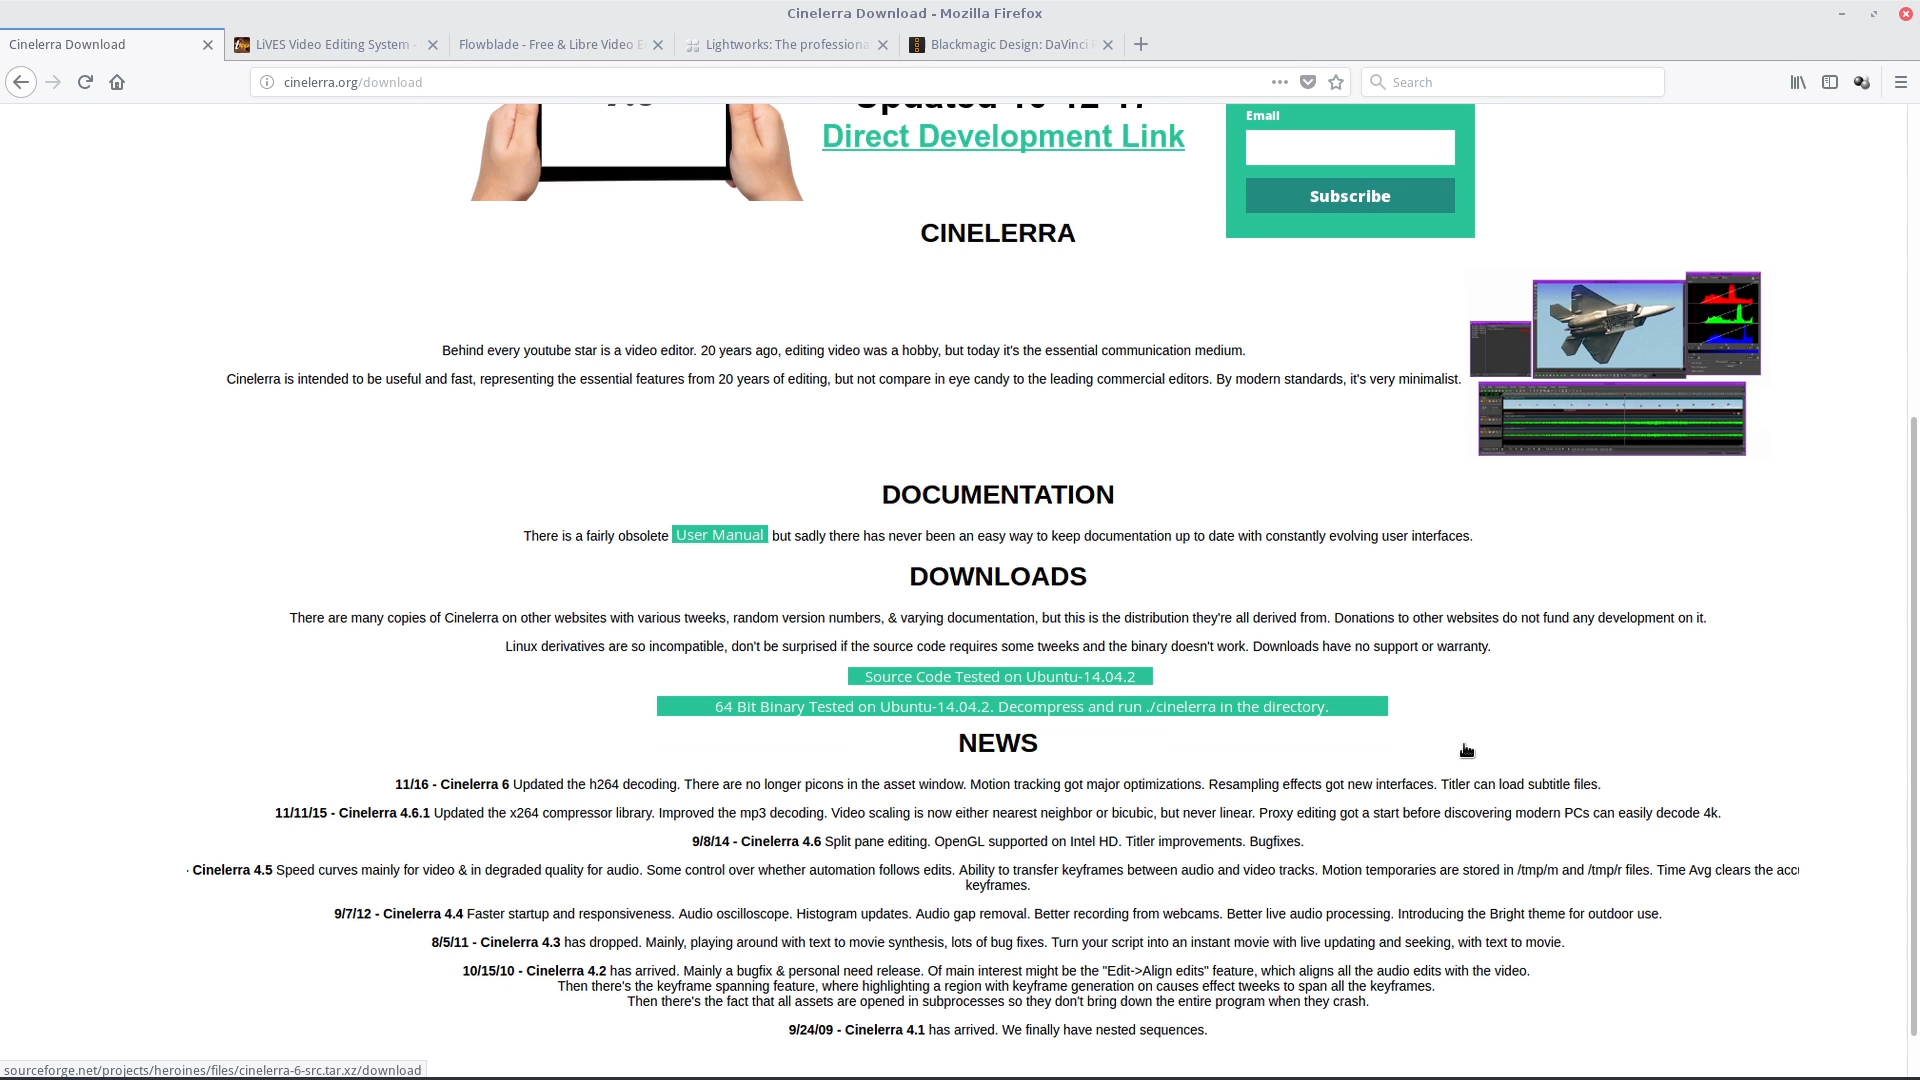 Cinelerra Download - Mozilla Firefox
Cinelerra Download
LiVES Video Editing System -
Flowblade - Free & Libre Video E
Lightworks: The professiona
Blackmagic Design: DaVinci
cinelerra.org/download
Search
Direct Development Link
Email
Subscribe
CINELERRA
Behind every youtube star is a video editor. 20 years ago, editing video was a hobby, but today it's the essential communication medium.
Cinelerra is intended to be useful and fast, representing the essential features from 20 years of editing, but not compare in eye candy to the leading commercial editors. By modern standards, it's very minimalist.
DOCUMENTATION
There is a fairly obsolete User Manual but sadly there has never been an easy way to keep documentation up to date with constantly evolving user interfaces.
DOWNLOADS
There are many copies of Cinelerra on other websites with various tweeks, random version numbers, & varying documentation, but this is the distribution they're all derived from. Donations to other websites do not fund any development on it.
Linux derivatives are so incompatible, don't be surprised if the source code requires some tweeks and the binary doesn't work. Downloads have no support or warranty.
Source Code Tested on Ubuntu-14.04.2
64 Bit Binary Tested on Ubuntu-14.04.2. Decompress and run ./cinelerra in the directory.
NEWS
11/16 - Cinelerra 6 Updated the h264 decoding. There are no longer picons in the asset window. Motion tracking got major optimizations. Resampling effects got new interfaces. Titler can load subtitle files.
11/11/15 - Cinelerra 4.6.1 Updated the x264 compressor library. Improved the mp3 decoding. Video scaling is now either nearest neighbor or bicubic, but never linear. Proxy editing got a start before discovering modern PCs can easily decode 4k.
9/8/14 - Cinelerra 4.6 Split pane editing. OpenGL supported on Intel HD. Titler improvements. Bugfixes.
Cinelerra 4.5 Speed curves mainly for video & in degraded quality for audio. Some control over whether automation follows edits. Ability to transfer keyframes between audio and video tracks. Motion temporaries are stored in /tmp/m and /tmp/r files. Time Avg clears the accu
keyframes.
9/7/12 - Cinelerra 4.4 Faster startup and responsiveness. Audio oscilloscope. Histogram updates. Audio gap removal. Better recording from webcams. Better live audio processing. Introducing the Bright theme for outdoor use.
8/5/11 - Cinelerra 4.3 has dropped. Mainly, playing around with text to movie synthesis, lots of bug fixes. Turn your script into an instant movie with live updating and seeking, with text to movie.
10/15/10 - Cinelerra 4.2 has arrived. Mainly a bugfix & personal need release. Of main interest might be the "Edit->Align edits" feature, which aligns all the audio edits with the video.
Then there's the keyframe spanning feature, where highlighting a region with keyframe generation on causes effect tweeks to span all the keyframes.
Then there's the fact that all assets are opened in subprocesses so they don't bring down the entire program when they crash.
9/24/09 - Cinelerra 4.1 has arrived. We finally have nested sequences.
sourceforge.net/projects/heroines/files/cinelerra-6-src.tar.xz/download